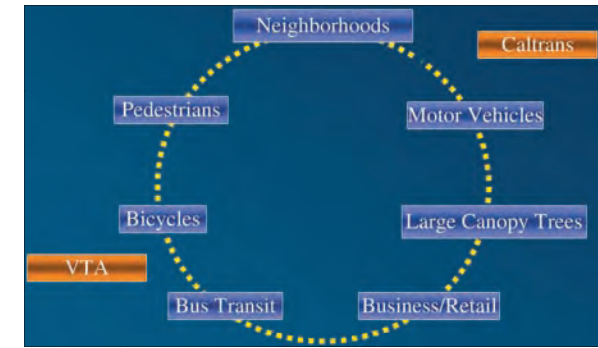 Neighborhoods
Caltrans
Pedestrians
Motor Vehicles
Bicycles
Large Canopy Trees
VTA
Bus Transit
Business/Retail